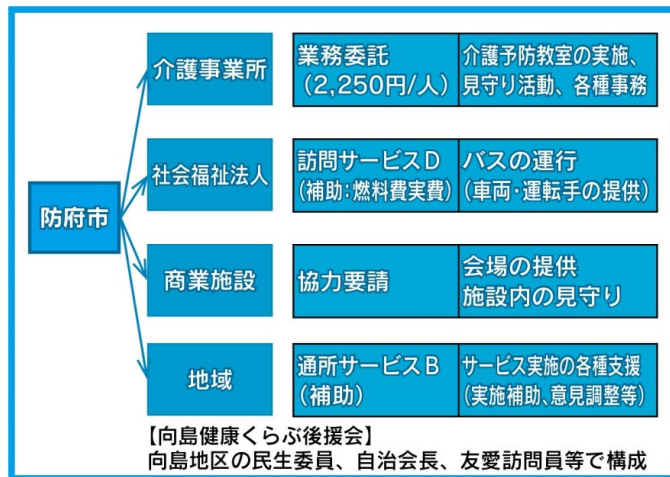 防府市
介護事業所
業務委託
(2,250円/人)
介護予防教室の実施、
見守り活動、各種事務
社会福祉法人
訪問サービスD
(補助:燃料費実費)
バスの運行
(車両・運転手の提供)
商業施設
協力要請
会場の提供
施設内の見守り
地域
通所サービスB
(補助)
サービス実施の各種支援
(実施補助、意見調整等)
【向島健康くらぶ後援会】
向島地区の民生委員、自治会長、友愛訪問員等で構成